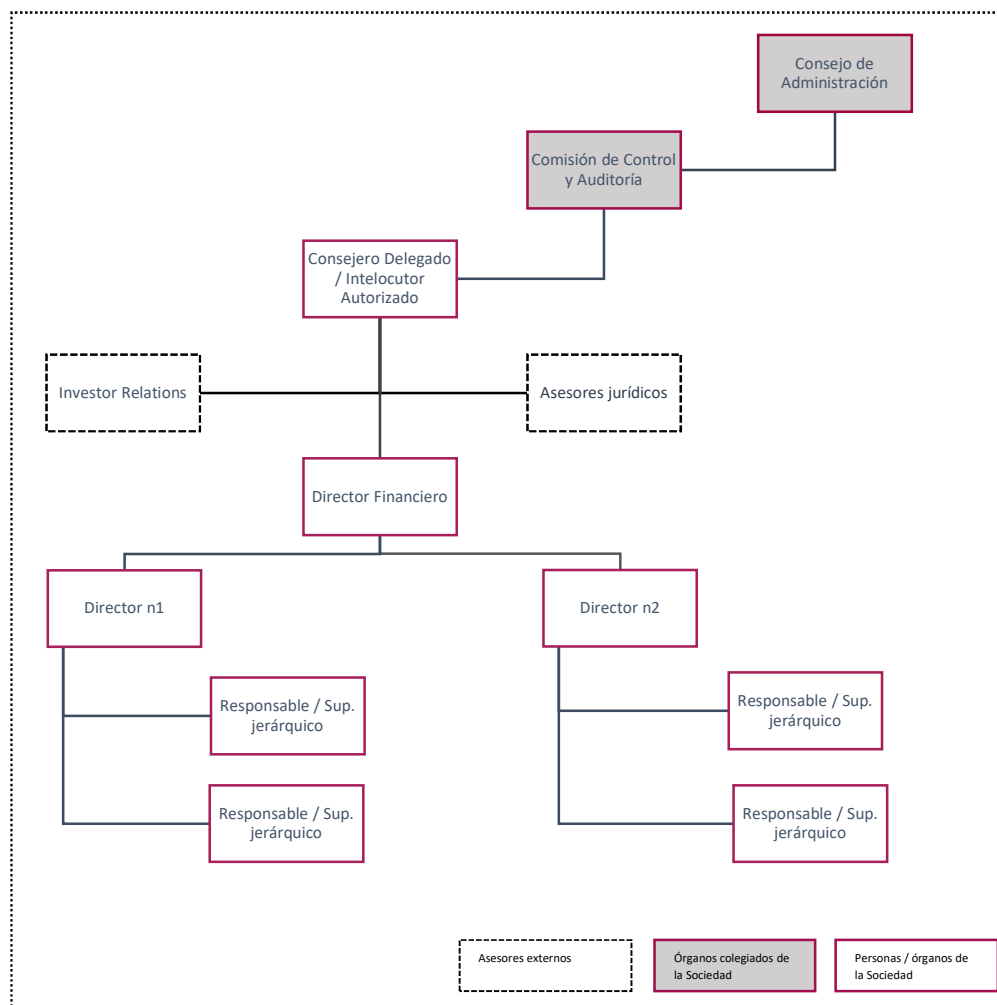 Consejo de
Administración
Comisión de Control
y Auditoría
Consejero Delegado
/ Intelocutor
Autorizado
Investor Relations
Asesores jurídicos
Director Financiero
Director n1
Director n2
Responsable / Sup.
jerárquico
Responsable / Sup.
jerárquico
Responsable / Sup.
jerárquico
Responsable / Sup.
jerárquico
Asesores externos
Órganos colegiados de
la Sociedad
Personas / órganos de
la Sociedad